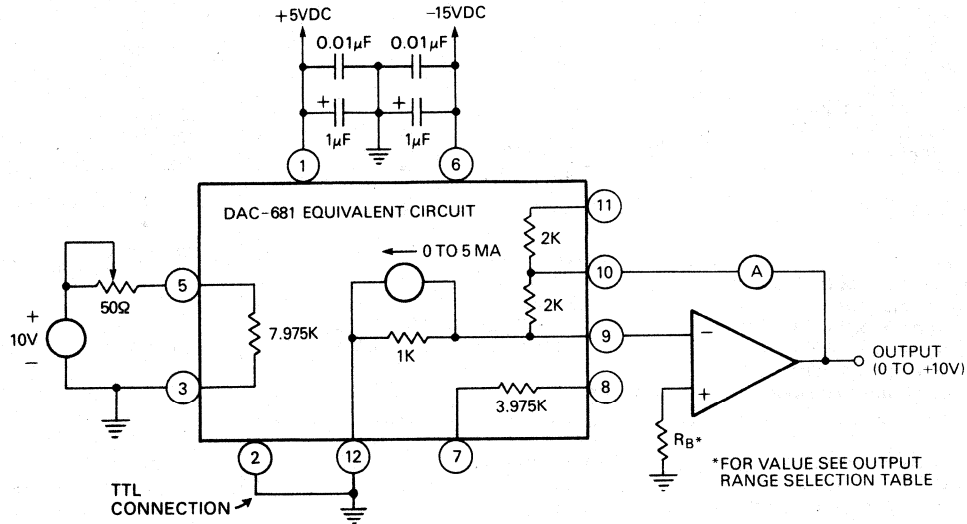 +5VDC
-15VDC
0.01µF
0.01µF
+
+
1µF
1µF
1
6
DAC-681 EQUIVALENT CIRCUIT
11
2K
0 TO 5 MA
10
A
5
50Ω
2K
+
10V
-
7.975K
1K
9
-
OUTPUT
(0 TO +10V)
3
8
+
3.975K
RB*
2
12
7
*FOR VALUE SEE OUTPUT
RANGE SELECTION TABLE
TTL
CONNECTION